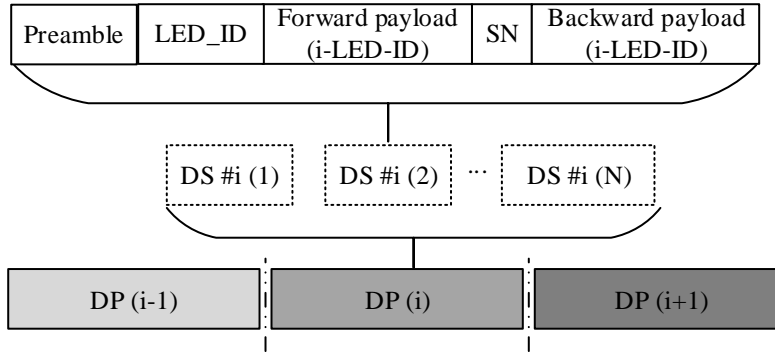 Preamble LED_ID Forward payload (i-LED-ID) SN Backward payload (i-LED-ID)
DS #i (1) DS #i (2) ... DS #i (N)
DP (i-1) DP (i) DP (i+1)